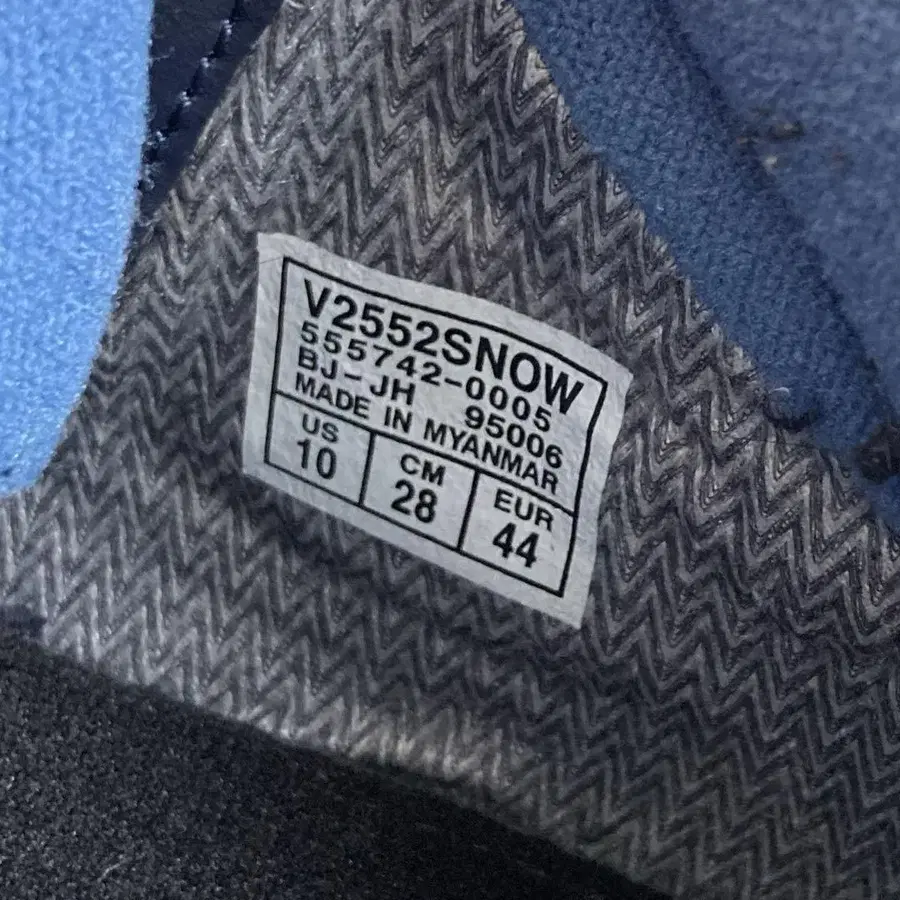 V2552SNOW
555742-0005
BJ-JH 95006
MADE IN MYANMAR
US CM EUR
10 28 44